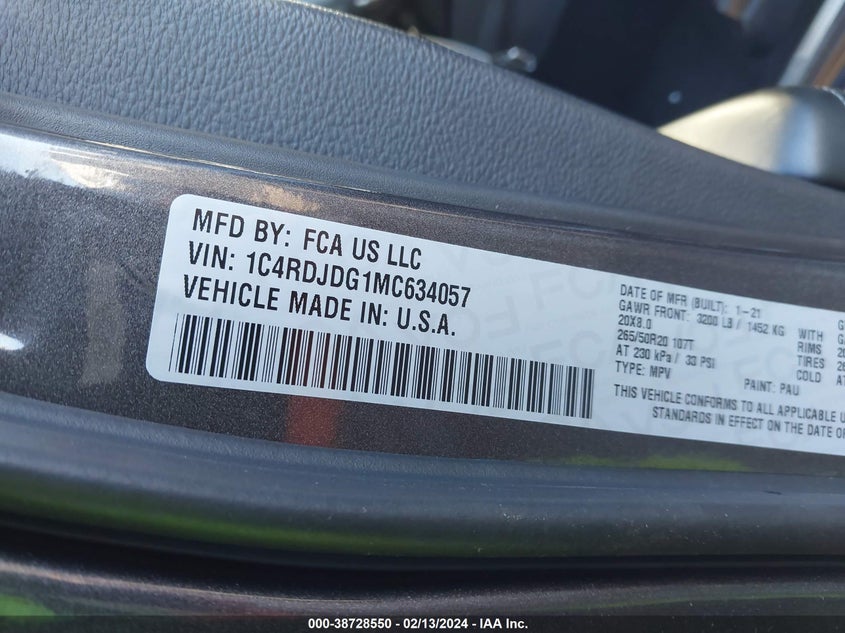 MFD BY: FCA US LLC
VIN: 1C4RDJDG1MC634057
VEHICLE MADE IN: U.S.A.
DATE OF MFR (BUILT): 1-21
GAWR FRONT: 3200 LB / 1452 KG WITH
20X8.0 RIMS
265/50R20 107T TIRES
AT 230 kPa / 33 PSI COLD
TYPE: MPV PAINT: PAU
THIS VEHICLE CONFORMS TO ALL APPLICABLE
STANDARDS IN EFFECT ON THE DATE OF
000-38728550 - 02/13/2024 - IAA Inc.